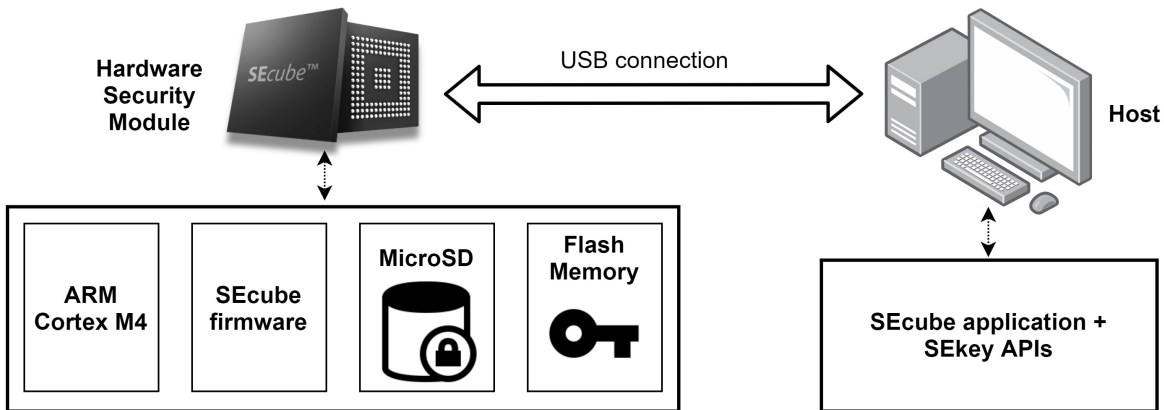 Hardware
Security
Module
SEcube™
USB connection
Host
ARM
Cortex M4
SEcube
firmware
MicroSD
Flash
Memory
SEcube application +
SEkey APIs